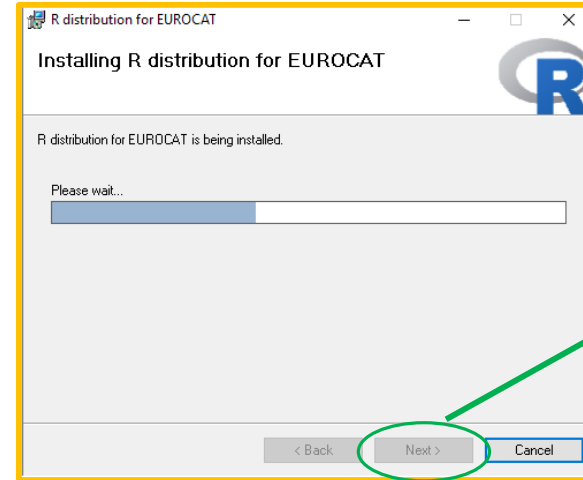 R distribution for EUROCAT
Installing R distribution for EUROCAT
R
R distribution for EUROCAT is being installed.
Please wait...
< Back Next > Cancel